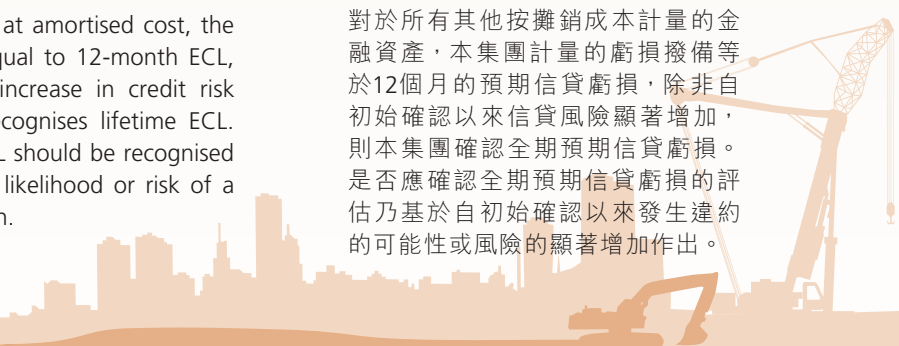 at amortised cost, the
qual to 12-month ECL,
increase in credit risk
cognises lifetime ECL.
L should be recognised
likelihood or risk of a
n.
對於所有其他按攤銷成本計量的金
融資產，本集團計量的虧損撥備等
於12個月的預期信貸虧損，除非自
初始確認以來信貸風險顯著增加，
則本集團確認全期預期信貸虧損。
是否應確認全期預期信貸虧損的評
估乃基於自初始確認以來發生違約
的可能性或風險的顯著增加作出。